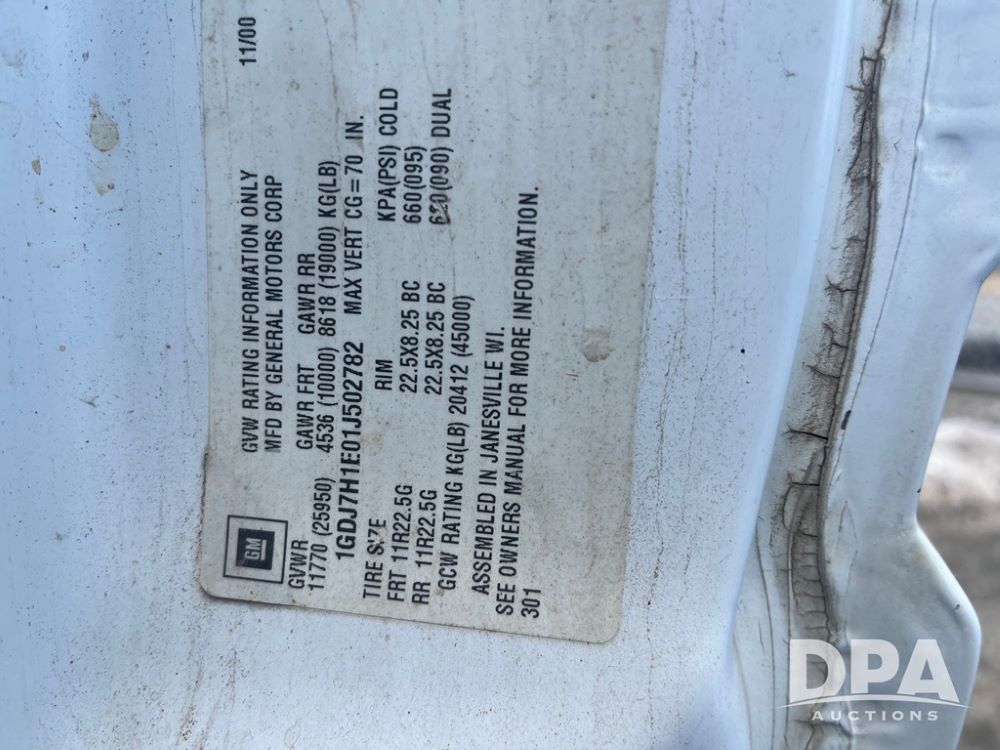 GVW RATING INFORMATION ONLY 11/00
MFD BY GENERAL MOTORS CORP
GM
GVWR GAWR FRT GAWR RR
11770 (25950) 4536 (10000) 8618 (19000) KG(LB)
1GDJ7H1E01J502782 MAX VERT CG=70 IN.
TIRE SIZE RIM KPA(PSI) COLD
FRT 11R22.5G 22.5X8.25 BC 660(095)
RR 11R22.5G 22.5X8.25 BC 620(090) DUAL
GCW RATING KG(LB) 20412 (45000)
ASSEMBLED IN JANESVILLE WI.
SEE OWNERS MANUAL FOR MORE INFORMATION.
301
DPA
AUCTIONS